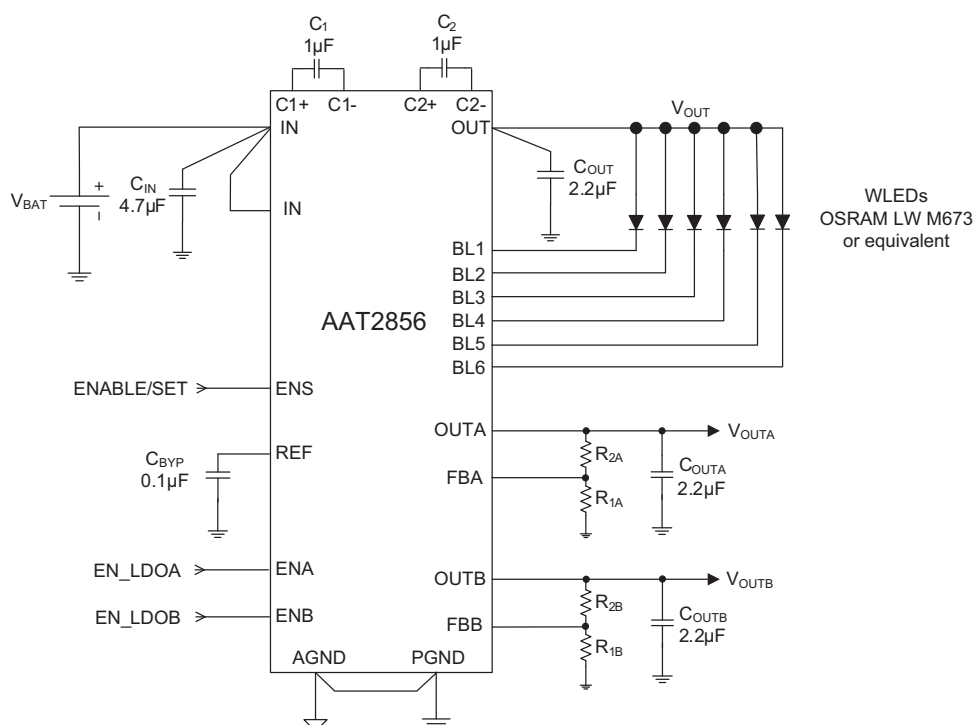 C1
1µF
C2
1µF
C1+
C1-
C2+
C2-
IN
OUT
VOUT
CIN
4.7µF
VBAT
+
–
IN
COUT
2.2µF
WLEDs
OSRAM LW M673
or equivalent
BL1
BL2
BL3
BL4
BL5
BL6
AAT2856
ENABLE/SET
ENS
OUTA
VOUTA
R2A
COUTA
2.2µF
REF
CBYP
0.1µF
FBA
R1A
EN_LDOA
ENA
OUTB
VOUTB
R2B
COUTB
2.2µF
EN_LDOB
ENB
FBB
R1B
AGND
PGND